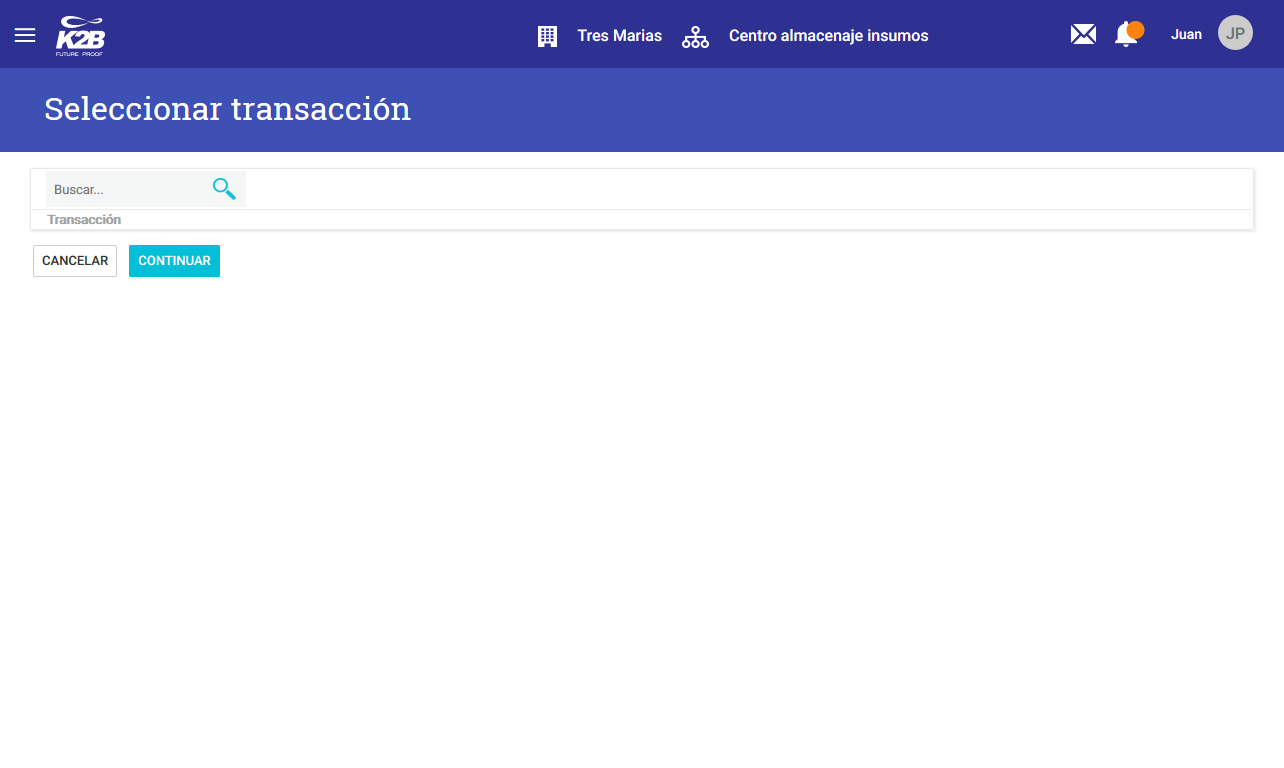 K2B
FUTURE PROOF
Tres Marias
Centro almacenaje insumos
Juan
JP
Seleccionar transacción
Buscar...
Transacción
CANCELAR
CONTINUAR